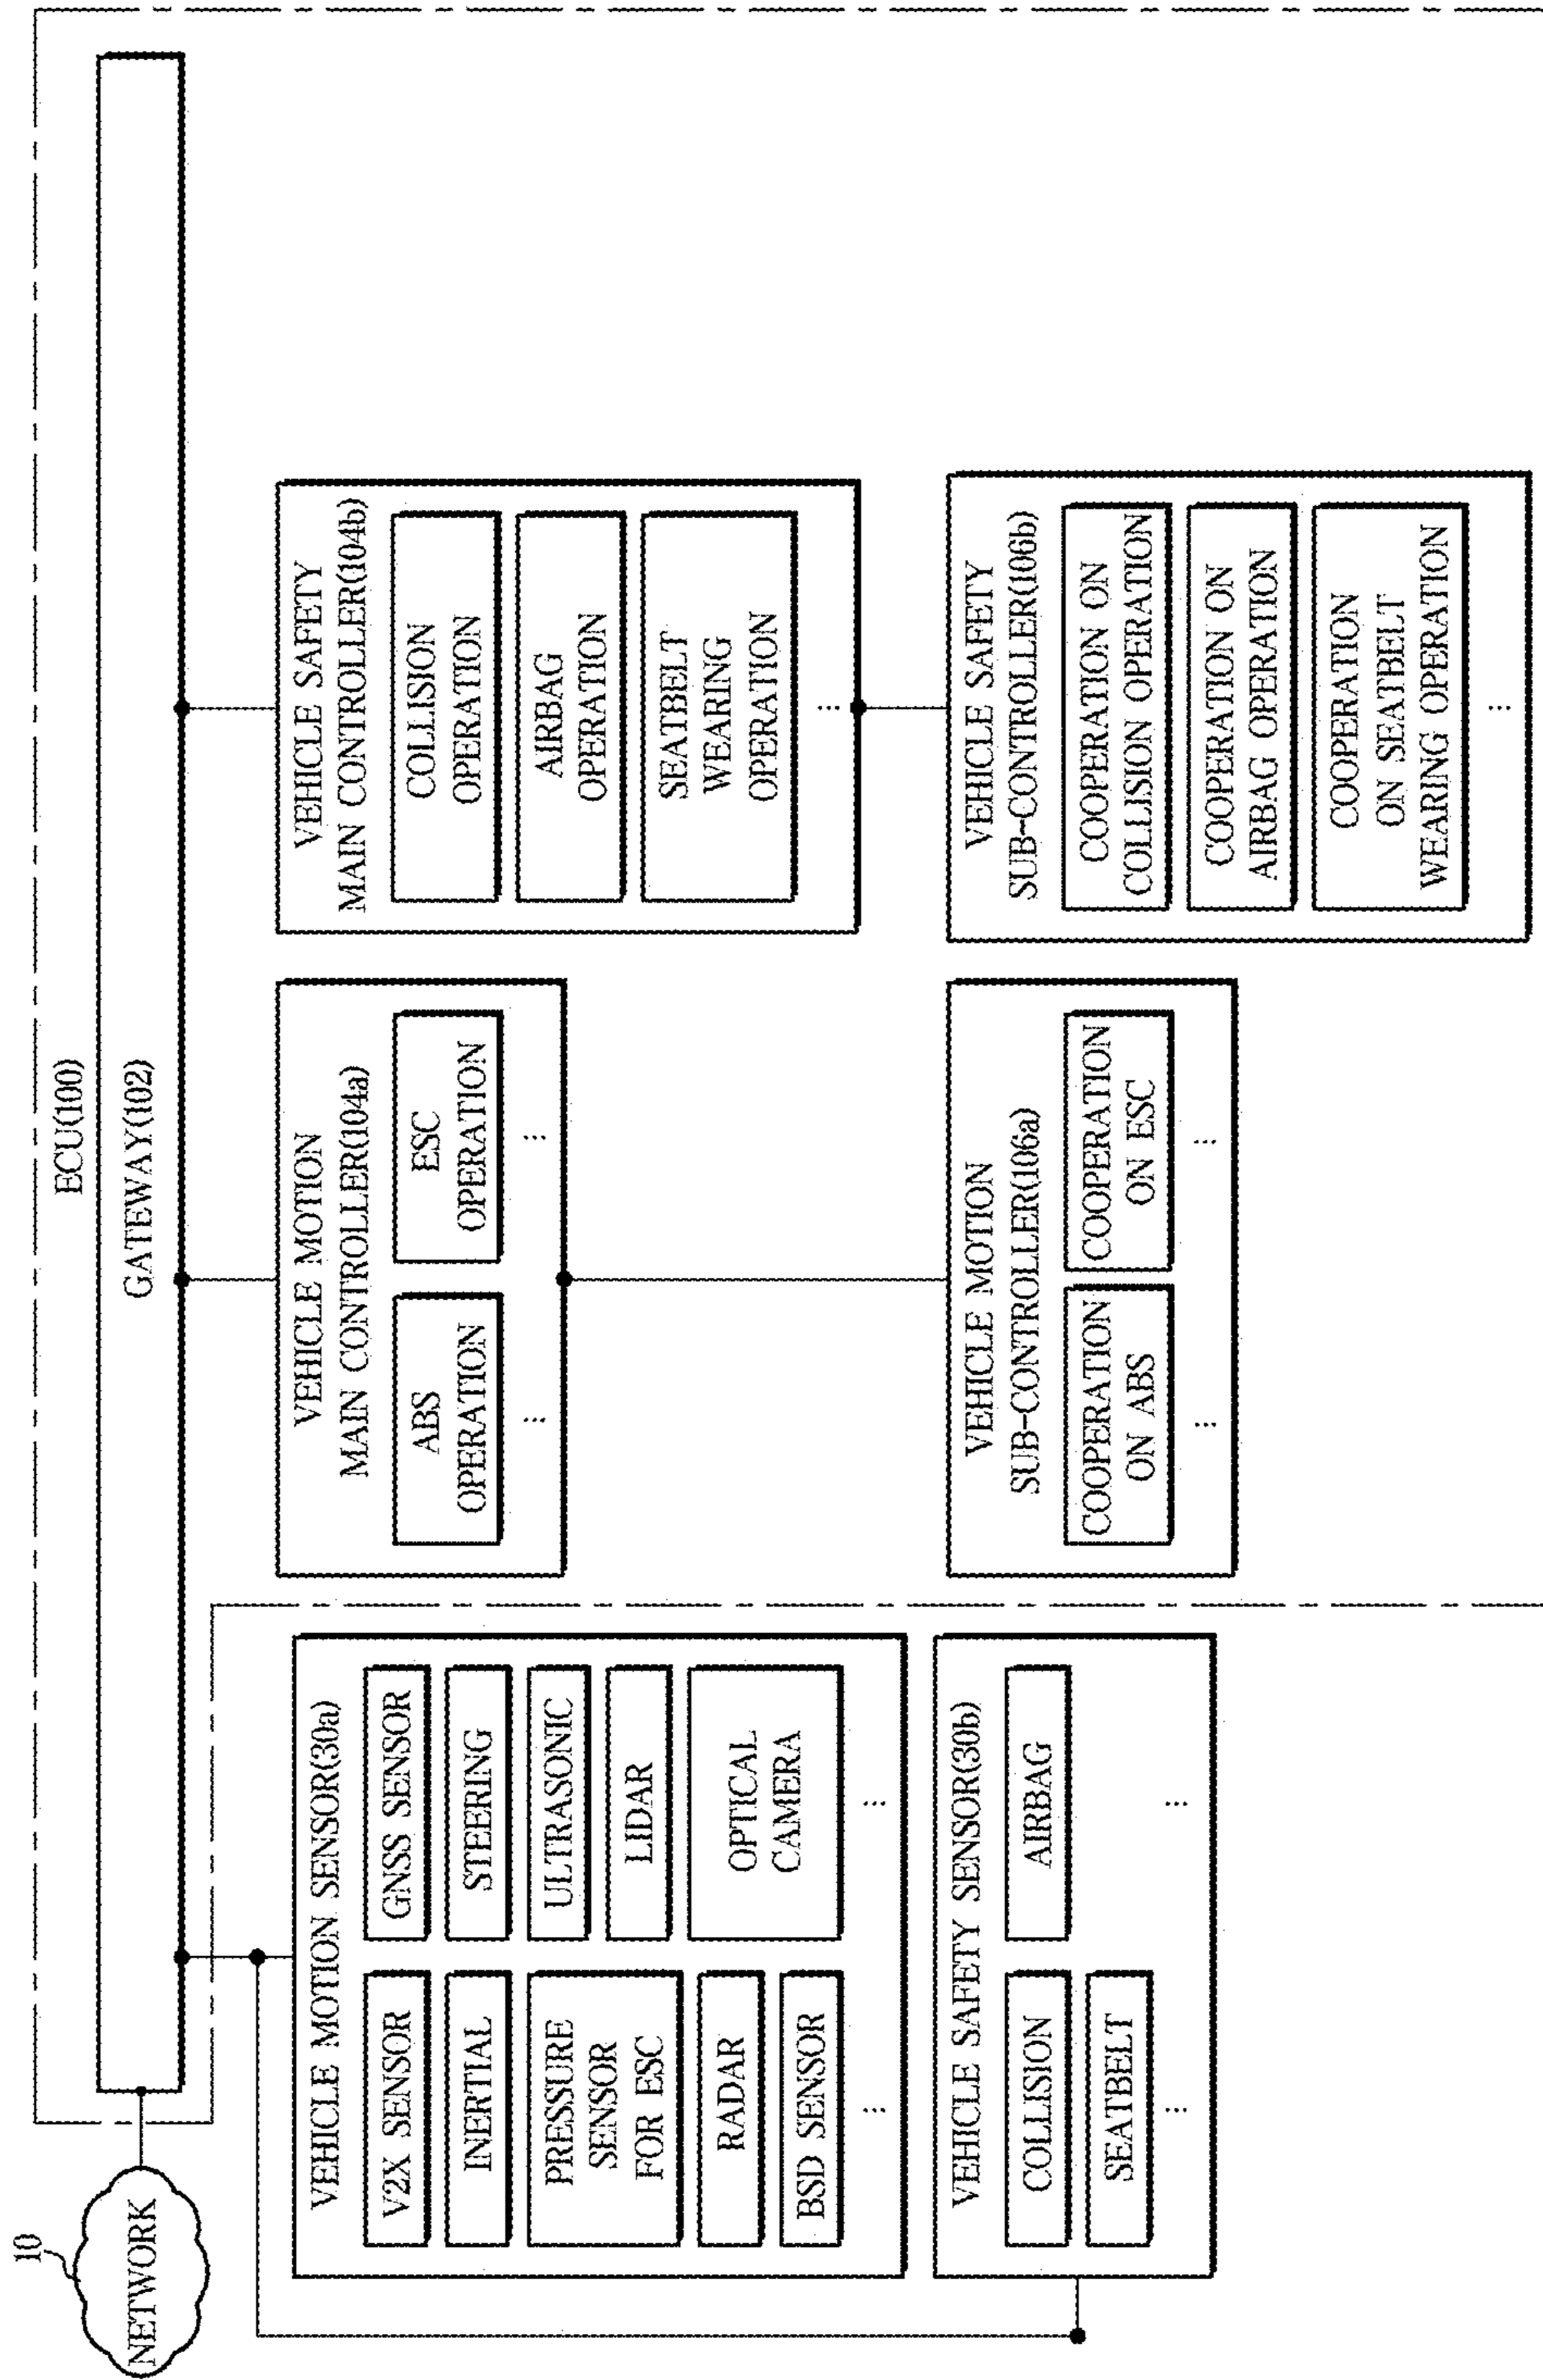 10
NETWORK
ECU(100)
GATEWAY(102)
VEHICLE MOTION SENSOR(30a)
V2X SENSOR
GNSS SENSOR
INERTIAL
STEERING
PRESSURE
SENSOR
FOR ESC
ULTRASONIC
LIDAR
RADAR
OPTICAL
CAMERA
BSD SENSOR
...
...
VEHICLE SAFETY SENSOR(30b)
COLLISION
AIRBAG
SEATBELT
...
...
VEHICLE MOTION
MAIN CONTROLLER(104a)
ABS
OPERATION
ESC
OPERATION
...
...
VEHICLE MOTION
SUB-CONTROLLER(106a)
COOPERATION
ON ABS
COOPERATION
ON ESC
...
...
VEHICLE SAFETY
MAIN CONTROLLER(104b)
COLLISION
OPERATION
AIRBAG
OPERATION
SEATBELT
WEARING
OPERATION
...
VEHICLE SAFETY
SUB-CONTROLLER(106b)
COOPERATION ON
COLLISION OPERATION
COOPERATION ON
AIRBAG OPERATION
COOPERATION
ON SEATBELT
WEARING OPERATION
...